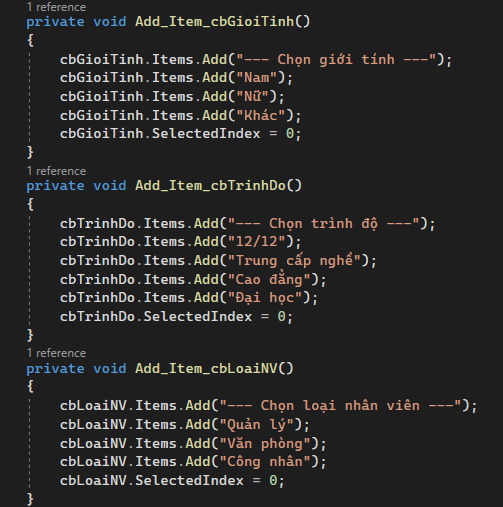 1 reference
private void Add_Item_cbGioiTinh()
{
cbGioiTinh.Items.Add("--- Chọn giới tính ---");
cbGioiTinh.Items.Add("Nam");
cbGioiTinh.Items.Add("Nữ");
cbGioiTinh.Items.Add("Khác");
cbGioiTinh.SelectedIndex = 0;
}
1 reference
private void Add_Item_cbTrinhDo()
{
cbTrinhDo.Items.Add("--- Chọn trình độ ---");
cbTrinhDo.Items.Add("12/12");
cbTrinhDo.Items.Add("Trung cấp nghề");
cbTrinhDo.Items.Add("Cao đẳng");
cbTrinhDo.Items.Add("Đại học");
cbTrinhDo.SelectedIndex = 0;
}
1 reference
private void Add_Item_cbLoaiNV()
{
cbLoaiNV.Items.Add("--- Chọn loại nhân viên ---");
cbLoaiNV.Items.Add("Quản lý");
cbLoaiNV.Items.Add("Văn phòng");
cbLoaiNV.Items.Add("Công nhân");
cbLoaiNV.SelectedIndex = 0;
}